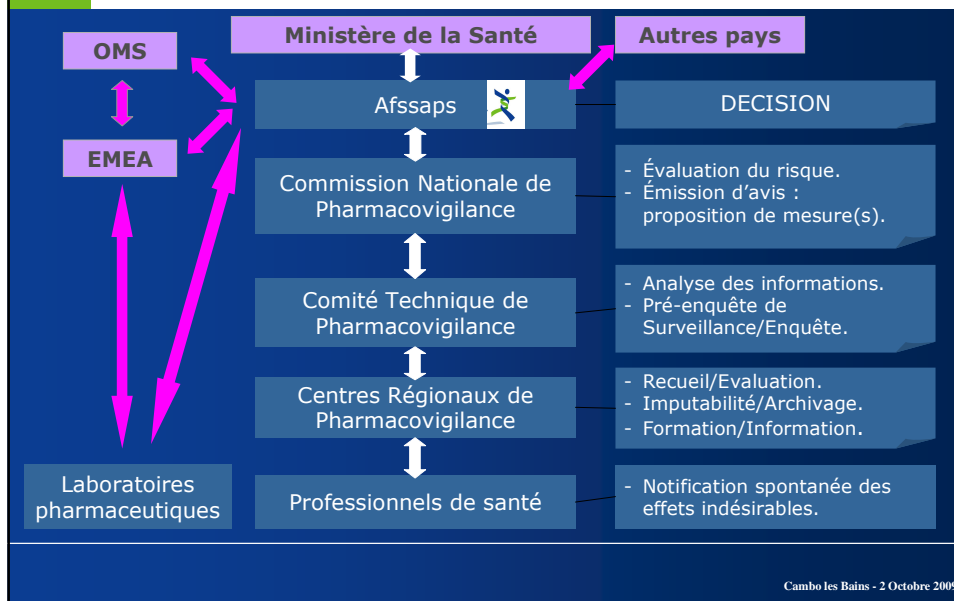 Ministère de la Santé
Autres pays
OMS
EMEA
Afssaps
DECISION
Commission Nationale de
Pharmacovigilance
- Évaluation du risque.
- Émission d'avis :
proposition de mesure(s).
Comité Technique de
Pharmacovigilance
- Analyse des informations.
- Pré-enquête de
Surveillance/Enquête.
Centres Régionaux de
Pharmacovigilance
- Recueil/Evaluation.
- Imputabilité/Archivage.
- Formation/Information.
Laboratoires
pharmaceutiques
Professionnels de santé
- Notification spontanée des
effets indésirables.
Cambo les Bains - 2 Octobre 2009